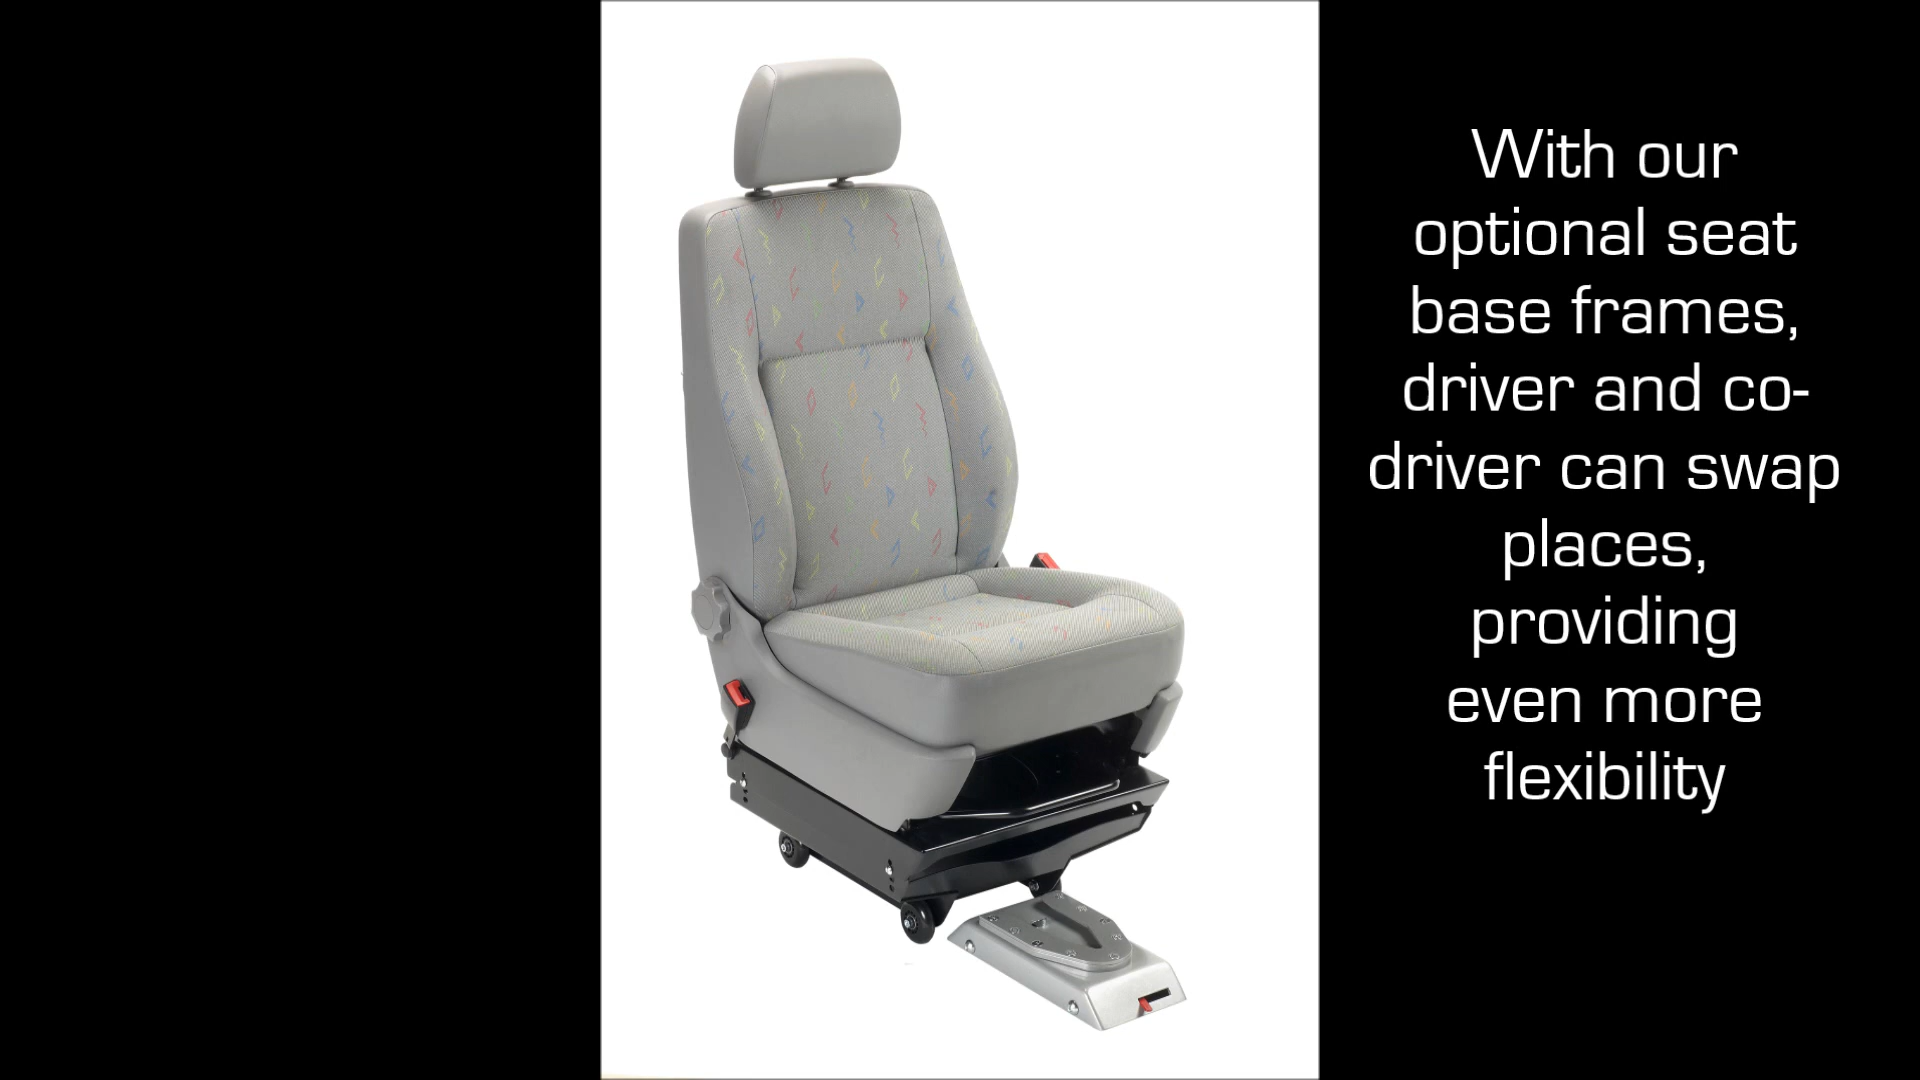 With our
optional seat
base frames,
driver and co-
driver can swap
places,
providing
even more
flexibility